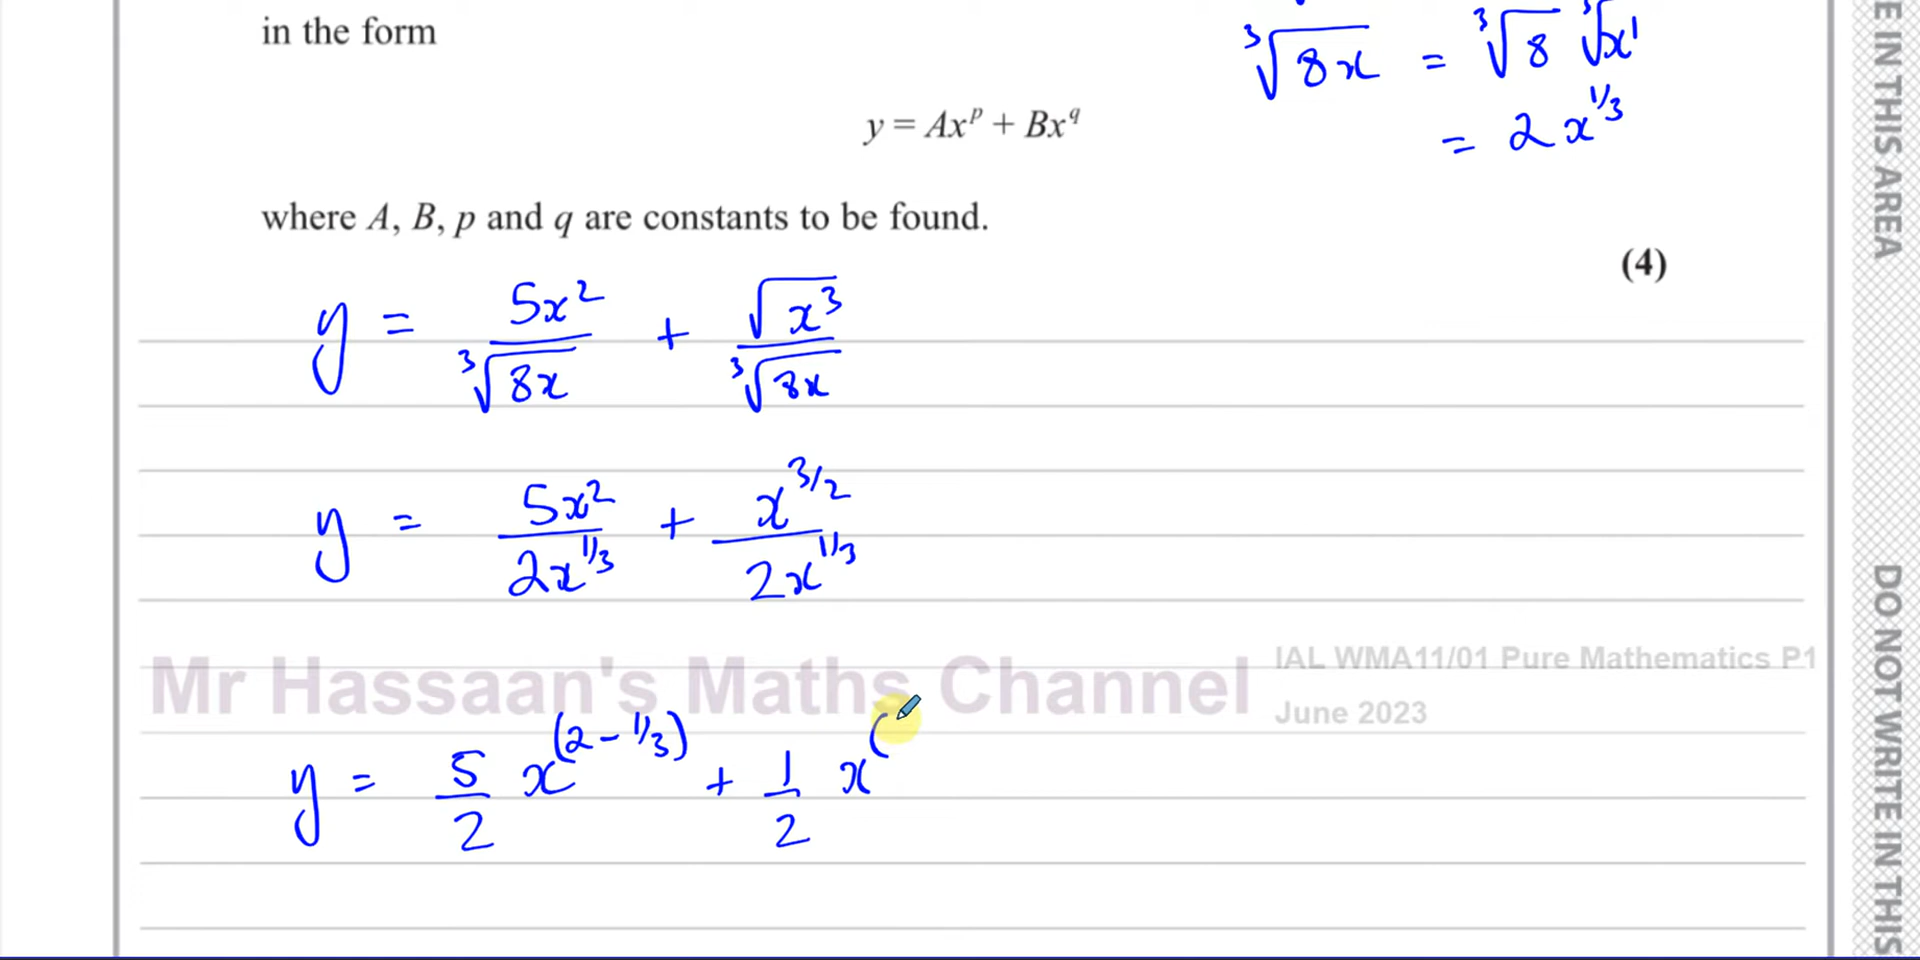 in the form
∛8x = ∛8 ∛x¹
= 2x^(1/3)
y = Ax^p + Bx^q
where A, B, p and q are constants to be found.
(4)
y = 5x²/∛8x + √x³/∛8x
y = 5x²/2x^(1/3) + x^(3/2)/2x^(1/3)
Mr Hassaan's Maths Channel
IAL WMA11/01 Pure Mathematics P1
June 2023
y = 5/2 x^(2 - 1/3) + 1/2 x^(
E IN THIS AREA
DO NOT WRITE IN THIS